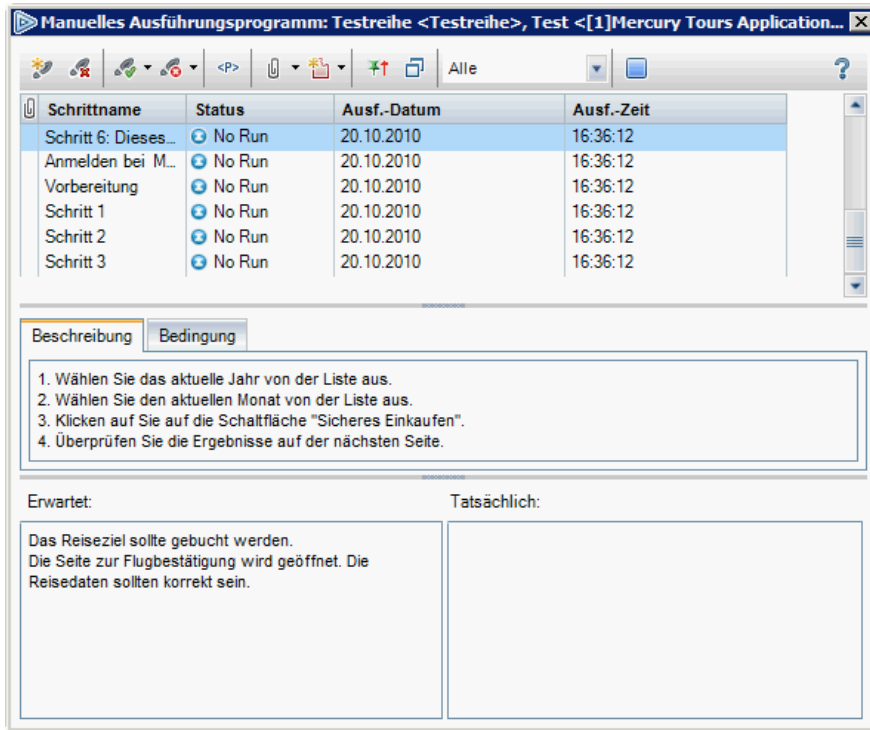 Manuelles Ausführungsprogramm: Testreihe <Testreihe>, Test <[1]Mercury Tours Application...
<P> Alle ?
Schrittname Status Ausf.-Datum Ausf.-Zeit
Schritt 6: Dieses... No Run 20.10.2010 16:36:12
Anmelden bei M... No Run 20.10.2010 16:36:12
Vorbereitung No Run 20.10.2010 16:36:12
Schritt 1 No Run 20.10.2010 16:36:12
Schritt 2 No Run 20.10.2010 16:36:12
Schritt 3 No Run 20.10.2010 16:36:12
Beschreibung Bedingung
1. Wählen Sie das aktuelle Jahr von der Liste aus.
2. Wählen Sie den aktuellen Monat von der Liste aus.
3. Klicken auf Sie auf die Schaltfläche "Sicheres Einkaufen".
4. Überprüfen Sie die Ergebnisse auf der nächsten Seite.
Erwartet: Tatsächlich:
Das Reiseziel sollte gebucht werden.
Die Seite zur Flugbestätigung wird geöffnet. Die
Reisedaten sollten korrekt sein.